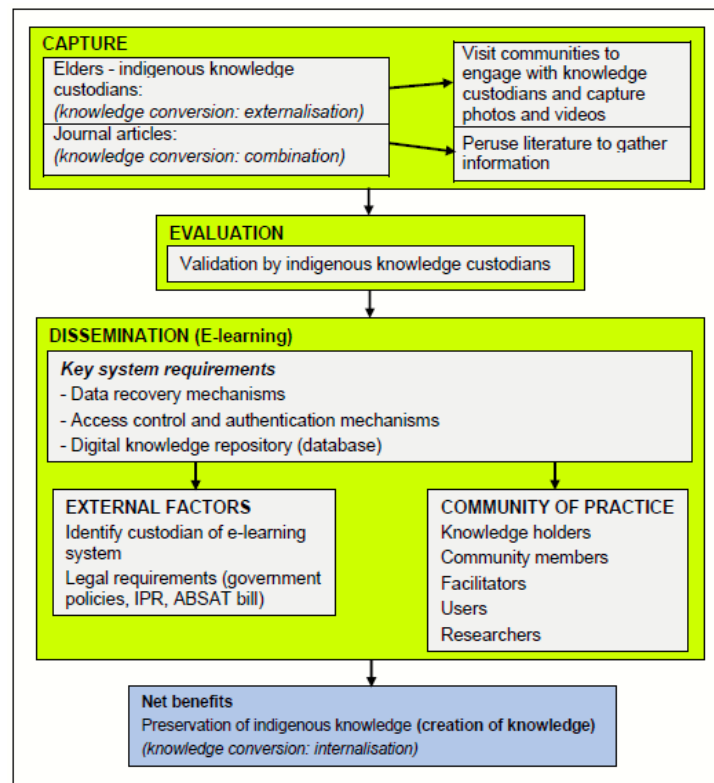 CAPTURE
Elders - indigenous knowledge
custodians:
(knowledge conversion: externalisation)
Journal articles:
(knowledge conversion: combination)
Visit communities to
engage with knowledge
custodians and capture
photos and videos
Peruse literature to gather
information
EVALUATION
Validation by indigenous knowledge custodians
DISSEMINATION (E-learning)
Key system requirements
- Data recovery mechanisms
- Access control and authentication mechanisms
- Digital knowledge repository (database)
EXTERNAL FACTORS
Identify custodian of e-learning
system
Legal requirements (government
policies, IPR, ABSAT bill)
COMMUNITY OF PRACTICE
Knowledge holders
Community members
Facilitators
Users
Researchers
Net benefits
Preservation of indigenous knowledge (creation of knowledge)
(knowledge conversion: internalisation)